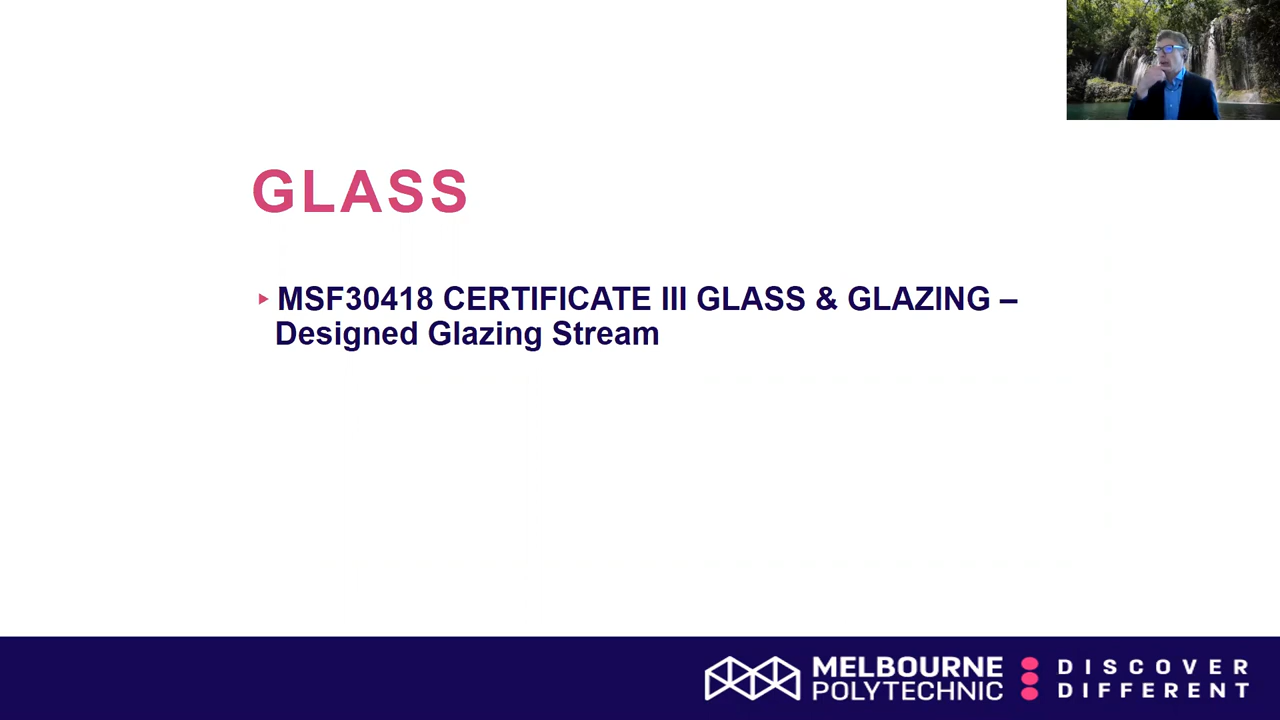 GLASS
MSF30418 CERTIFICATE III GLASS & GLAZING –
Designed Glazing Stream
MELBOURNE
POLYTECHNIC
DISCOVER
DIFFERENT